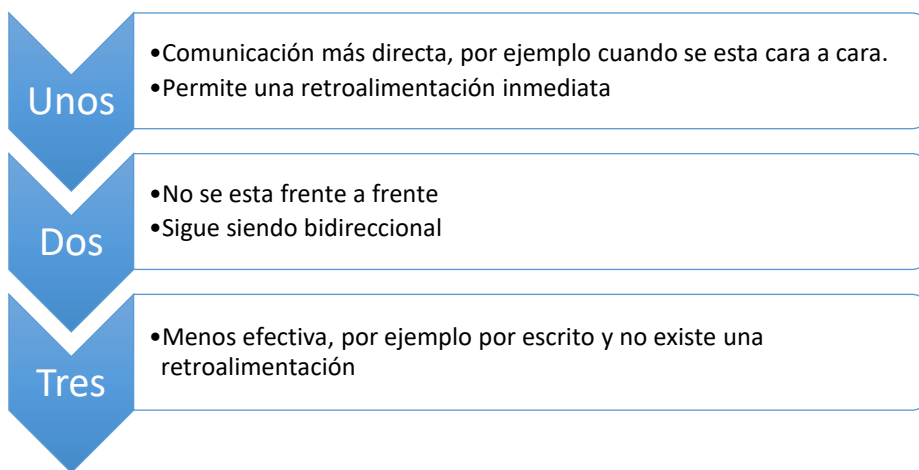 Unos
•Comunicación más directa, por ejemplo cuando se esta cara a cara.
•Permite una retroalimentación inmediata
Dos
•No se esta frente a frente
•Sigue siendo bidireccional
Tres
•Menos efectiva, por ejemplo por escrito y no existe una
retroalimentación